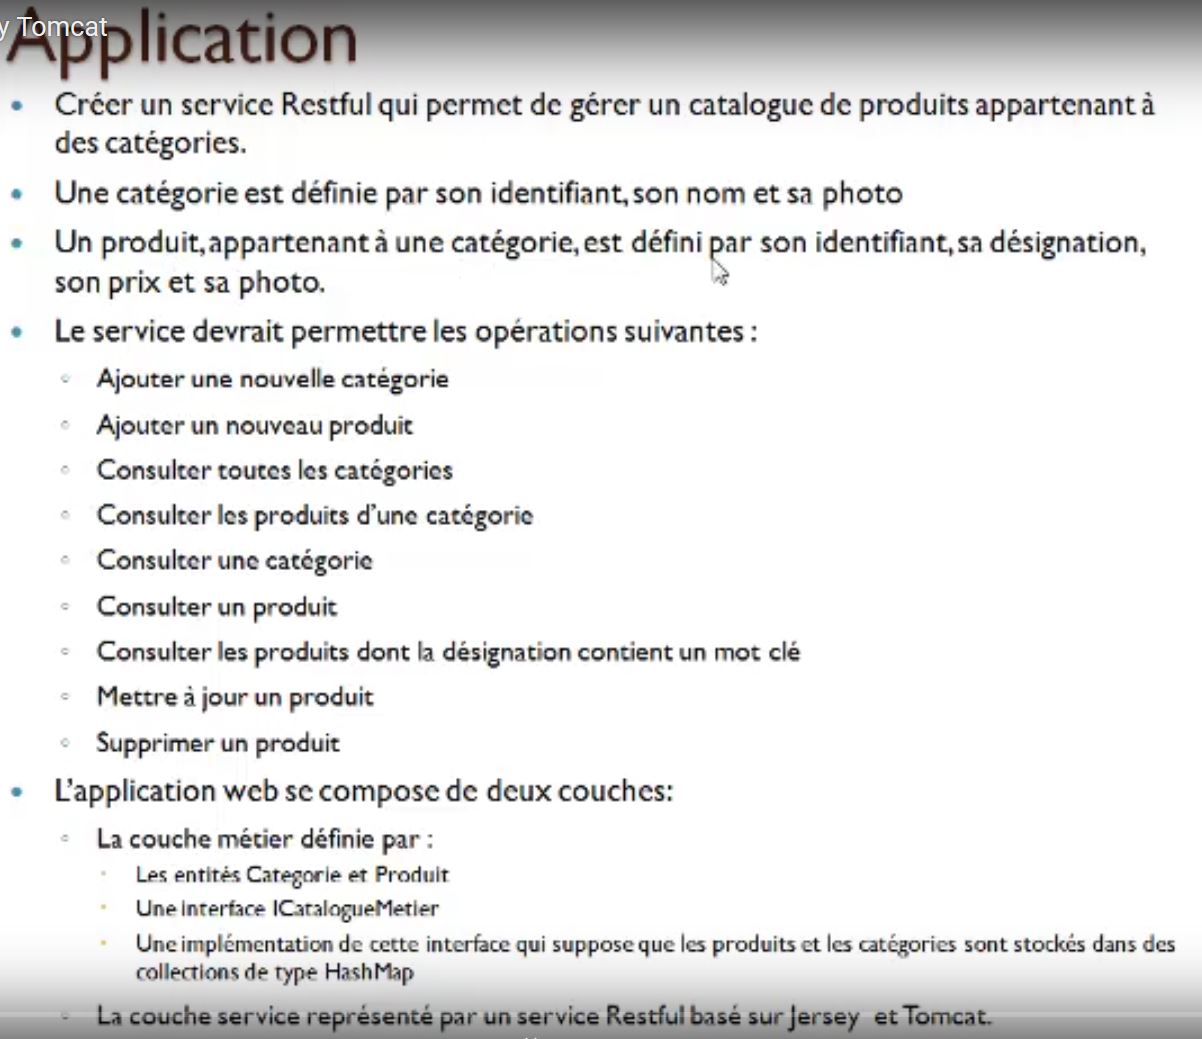 y Tomcat
Application
Créer un service Restful qui permet de gérer un catalogue de produits appartenant à
des catégories.
Une catégorie est définie par son identifiant, son nom et sa photo
Un produit, appartenant à une catégorie, est défini par son identifiant, sa désignation,
son prix et sa photo.
Le service devrait permettre les opérations suivantes :
Ajouter une nouvelle catégorie
Ajouter un nouveau produit
Consulter toutes les catégories
Consulter les produits d'une catégorie
Consulter une catégorie
Consulter un produit
Consulter les produits dont la désignation contient un mot clé
Mettre à jour un produit
Supprimer un produit
L'application web se compose de deux couches:
La couche métier définie par :
Les entités Categorie et Produit
Une interface ICatalogueMetier
Une implémentation de cette interface qui suppose que les produits et les catégories sont stockés dans des
collections de type HashMap
La couche service représenté par un service Restful basé sur Jersey et Tomcat.